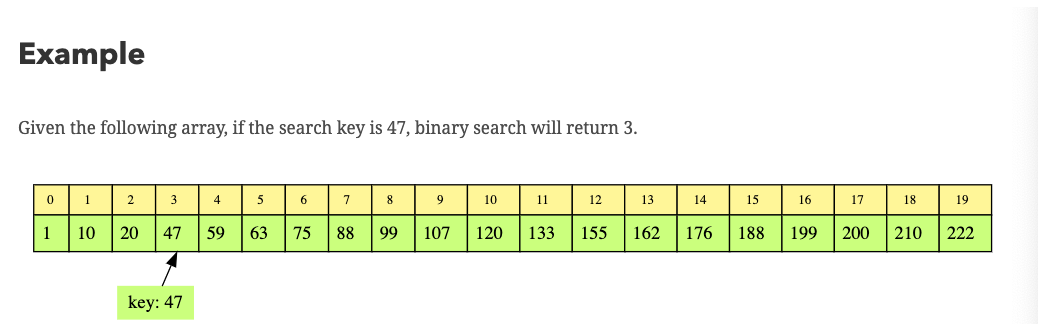 Example
Given the following array, if the search key is 47, binary search will return 3.
0 1 2 3 4 5 6 7 8 9 10 11 12 13 14 15 16 17 18 19
1 10 20 47 59 63 75 88 99 107 120 133 155 162 176 188 199 200 210 222
key: 47